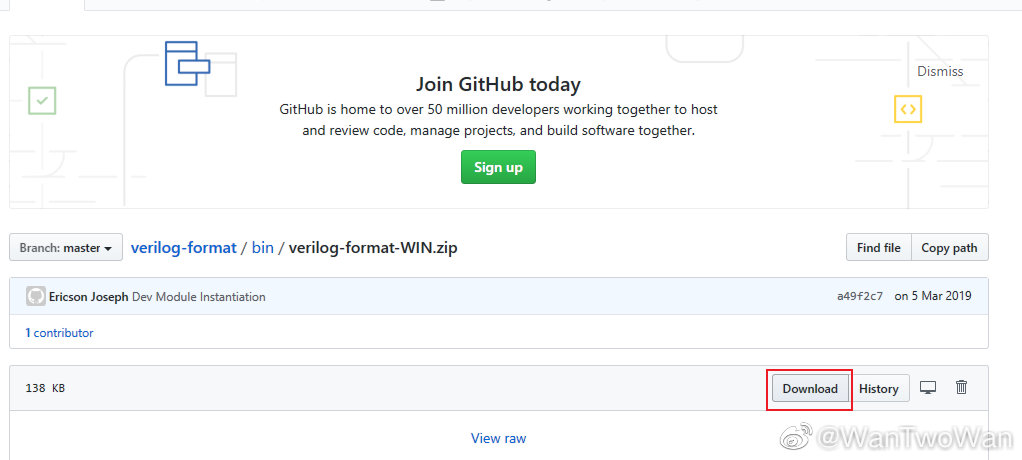 Dismiss
Join GitHub today
GitHub is home to over 50 million developers working together to host
and review code, manage projects, and build software together.
Sign up
Branch: master verilog-format / bin / verilog-format-WIN.zip Find file Copy path
Ericson Joseph Dev Module Instantiation a49f2c7 on 5 Mar 2019
1 contributor
138 KB Download History
View raw
@WanTwoWan